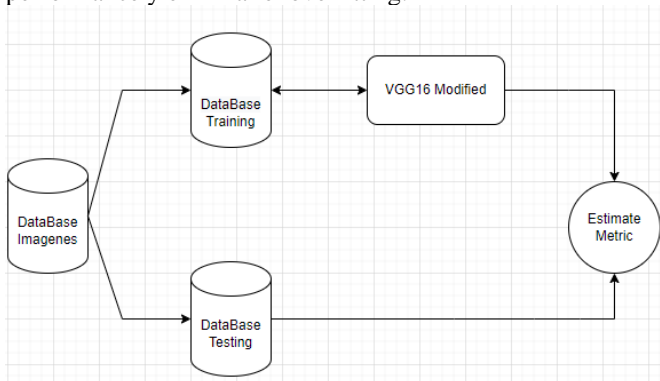 DataBase
Training
VGG16 Modified
DataBase
Imagenes
Estimate
Metric
DataBase
Testing